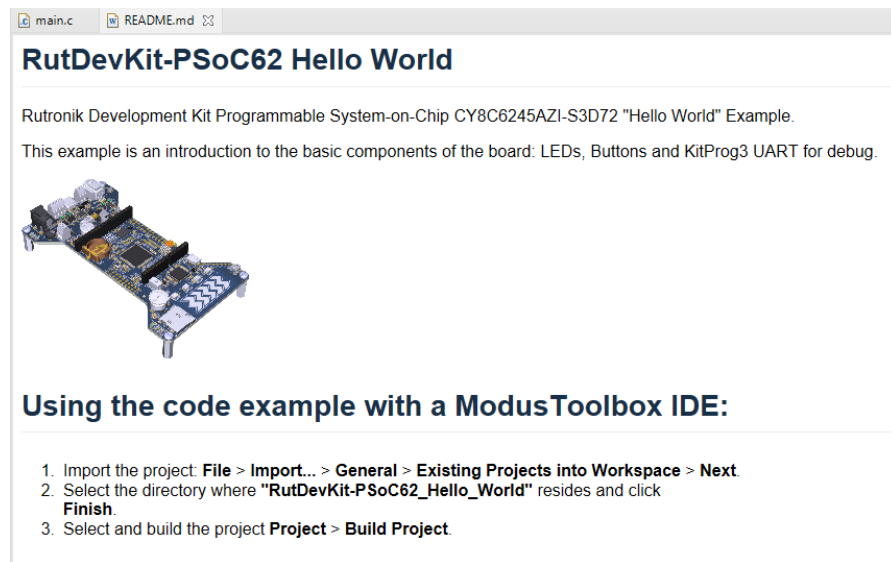 main.c
README.md
RutDevKit-PSoC62 Hello World
Rutronik Development Kit Programmable System-on-Chip CY8C6245AZI-S3D72 "Hello World" Example.
This example is an introduction to the basic components of the board: LEDs, Buttons and KitProg3 UART for debug.
Using the code example with a ModusToolbox IDE:
1. Import the project: File > Import... > General > Existing Projects into Workspace > Next.
2. Select the directory where "RutDevKit-PSoC62_Hello_World" resides and click
Finish.
3. Select and build the project Project > Build Project.